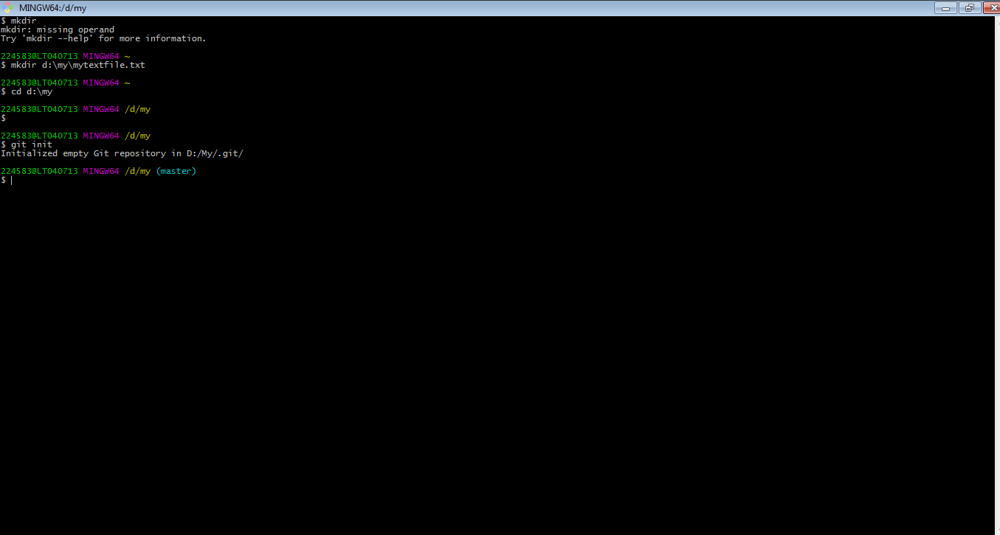 MINGW64:/d/my
$ mkdir
mkdir: missing operand
Try 'mkdir --help' for more information.
224583@LT040713 MINGW64 ~
$ mkdir d:\my\mytextfile.txt
224583@LT040713 MINGW64 ~
$ cd d:\my
224583@LT040713 MINGW64 /d/my
$
224583@LT040713 MINGW64 /d/my
$ git init
Initialized empty Git repository in D:/My/.git/
224583@LT040713 MINGW64 /d/my (master)
$